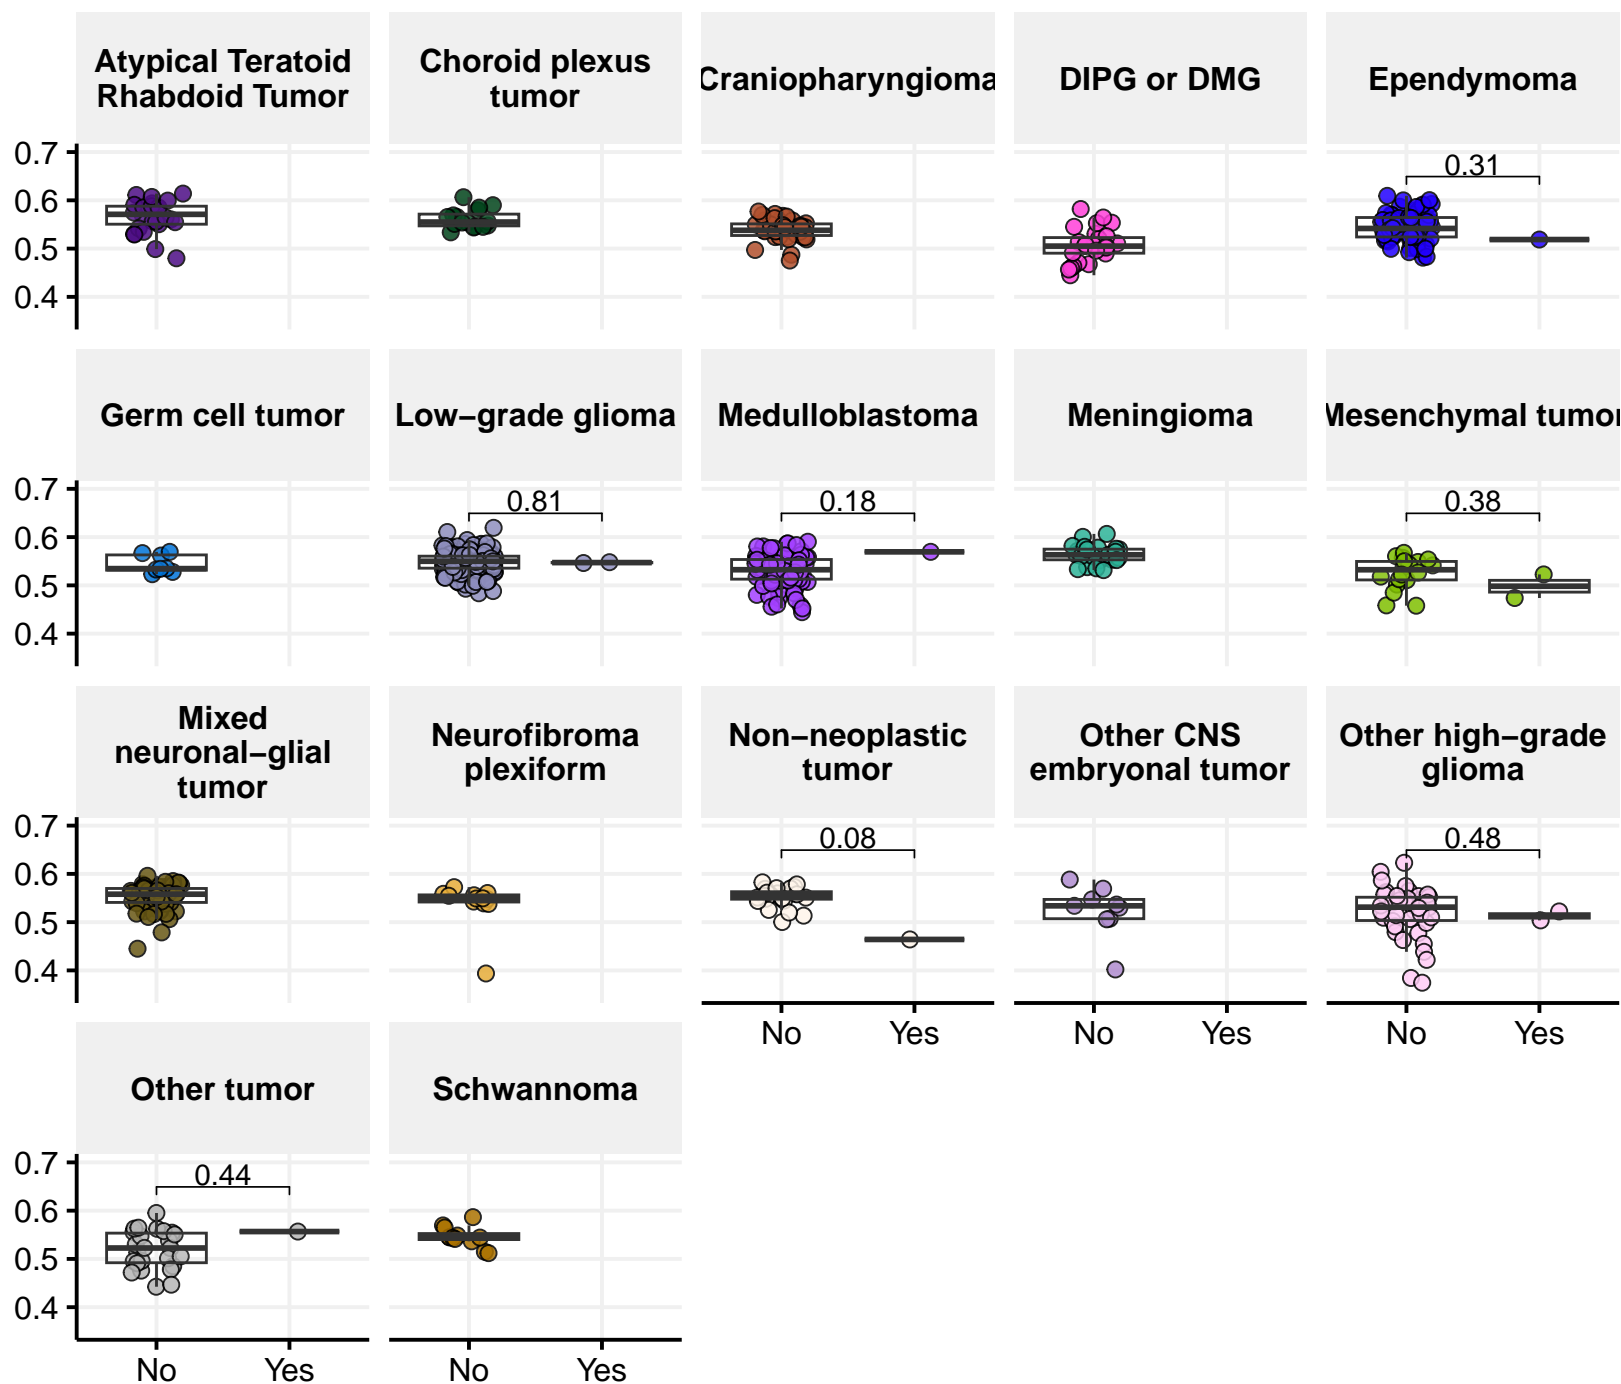 Atypical Teratoid
Rhabdoid Tumor
Choroid plexus
tumor
Craniopharyngioma
DIPG or DMG
Ependymoma
0.7
0.6
0.5
0.4
0.31
Germ cell tumor
Low−grade glioma
Medulloblastoma
Meningioma
Mesenchymal tumor
0.7
0.6
0.5
0.4
0.81
0.18
0.38
Mixed
neuronal−glial
tumor
Neurofibroma
plexiform
Non−neoplastic
tumor
Other CNS
embryonal tumor
Other high−grade
glioma
0.7
0.6
0.5
0.4
0.08
0.48
No
Yes
No
Yes
No
Yes
Other tumor
Schwannoma
0.7
0.6
0.5
0.4
0.44
No
Yes
No
Yes